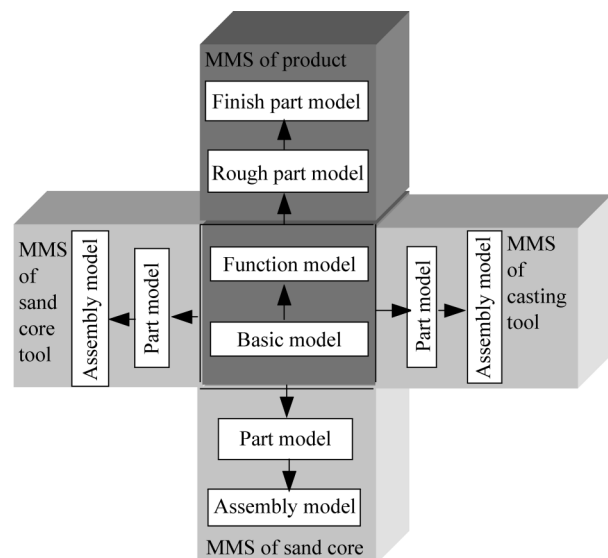 MMS of product
Finish part model
Rough part model
MMS
of
sand
core
tool
Assembly model
Part model
Function model
Basic model
Part model
Assembly model
MMS
of
casting
tool
Part model
Assembly model
MMS of sand core